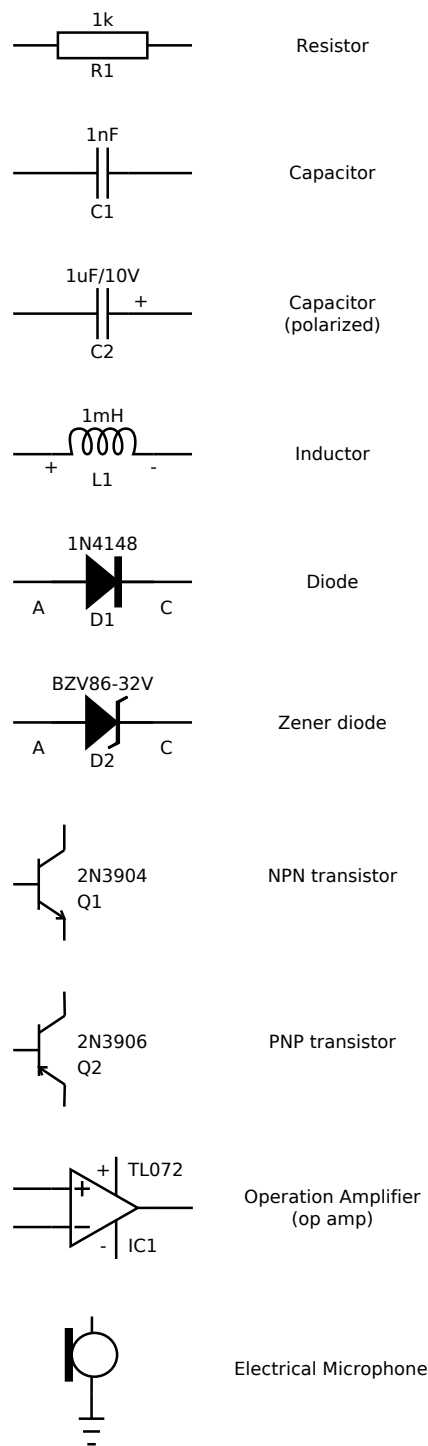 1k
R1
Resistor
1nF
C1
Capacitor
1uF/10V
+
C2
Capacitor
(polarized)
1mH
+ -
L1
Inductor
1N4148
A C
D1
Diode
BZV86-32V
A C
D2
Zener diode
2N3904
Q1
NPN transistor
2N3906
Q2
PNP transistor
+ TL072
+
-
- IC1
Operation Amplifier
(op amp)
Electrical Microphone